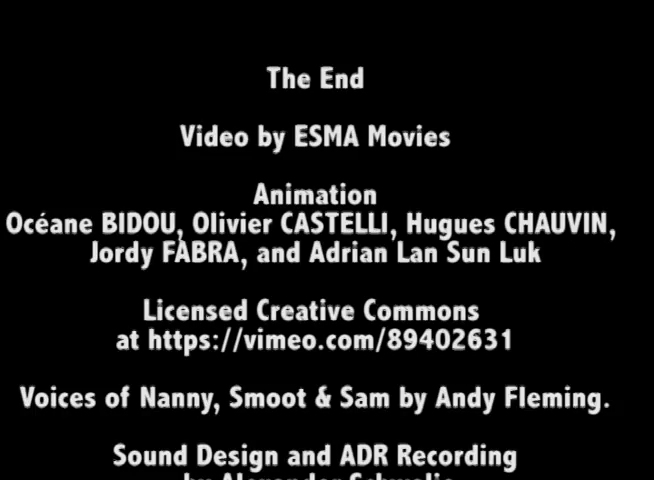 The End
Video by ESMA Movies
Animation
Océane BIDOU, Olivier CASTELLI, Hugues CHAUVIN,
Jordy FABRA, and Adrian Lan Sun Luk
Licensed Creative Commons
at https://vimeo.com/89402631
Voices of Nanny, Smoot & Sam by Andy Fleming.
Sound Design and ADR Recording
by Alexander